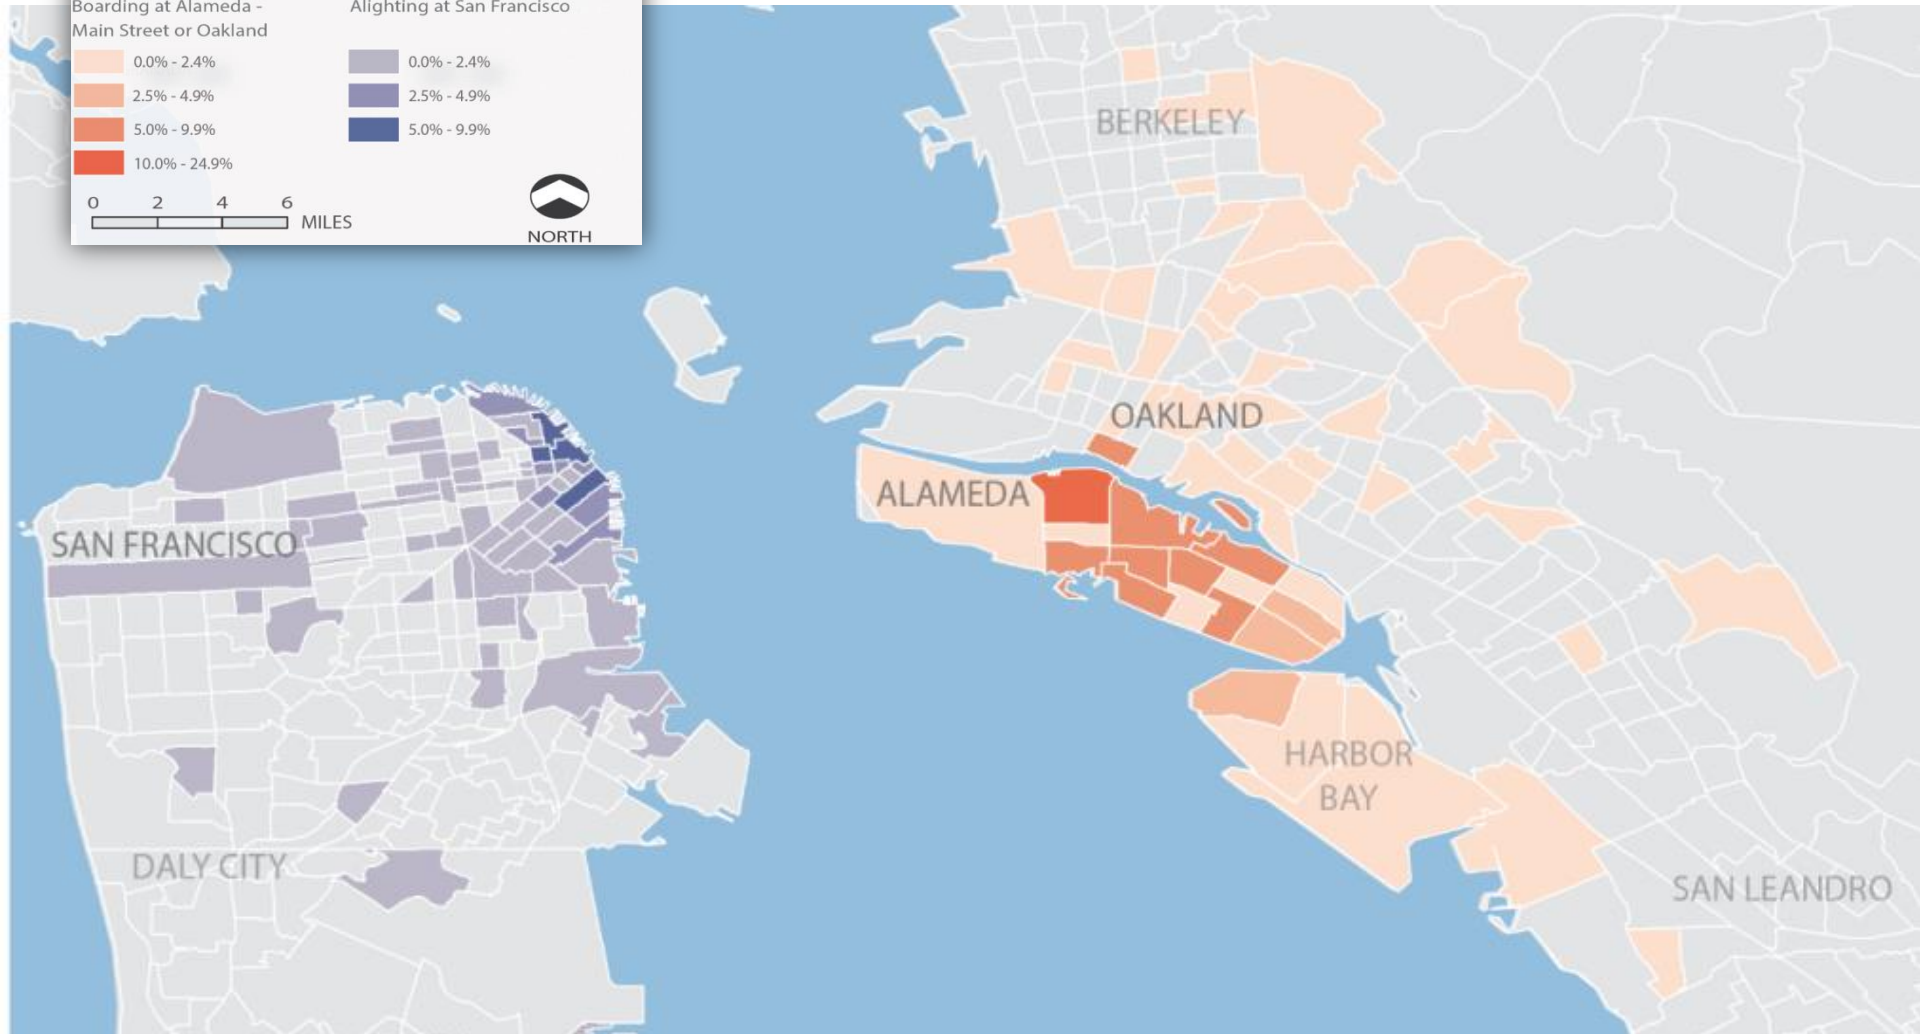 Boarding at Alameda -
Main Street or Oakland
0.0% - 2.4%
2.5% - 4.9%
5.0% - 9.9%
10.0% - 24.9%
Alighting at San Francisco
0.0% - 2.4%
2.5% - 4.9%
5.0% - 9.9%
0 2 4 6
MILES
NORTH
BERKELEY
OAKLAND
ALAMEDA
SAN FRANCISCO
HARBOR
BAY
DALY CITY
SAN LEANDRO